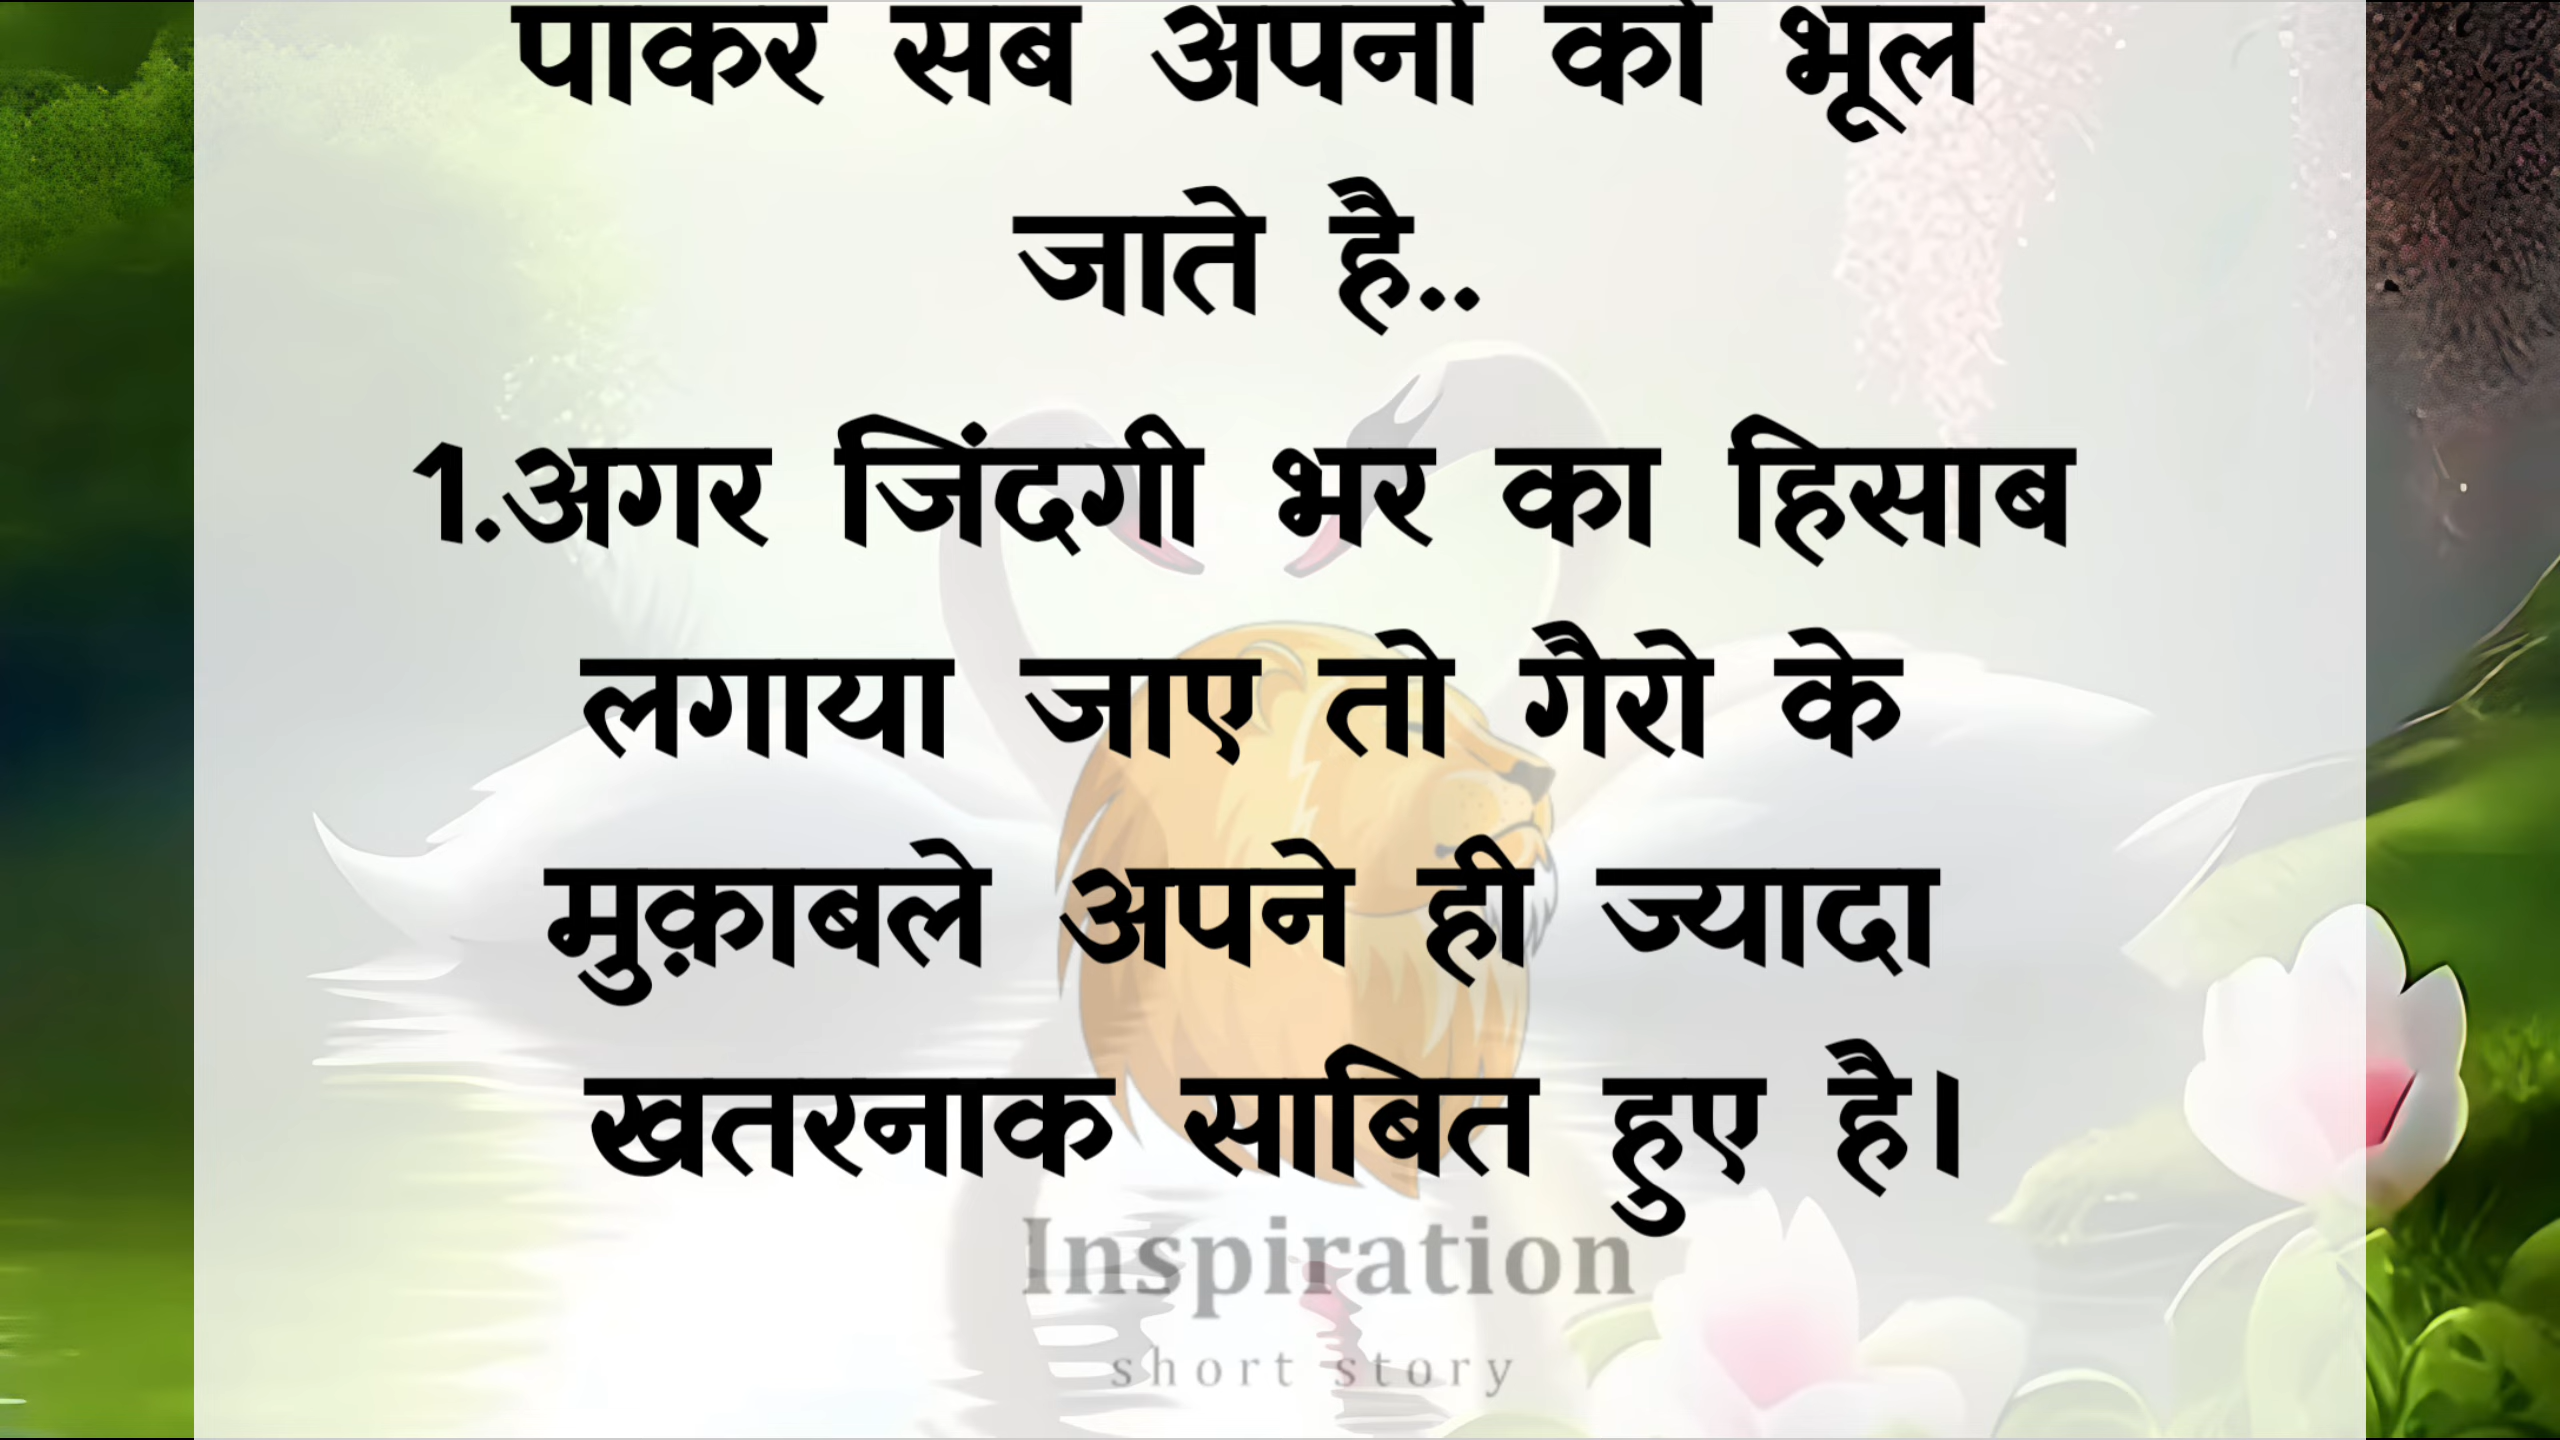 पाकर सब अपनो को भूल
जाते है..
1.अगर जिंदगी भर का हिसाब
लगाया जाए तो गैरो के
मुक़ाबले अपने ही ज्यादा
खतरनाक साबित हुए है।
Inspiration
short story